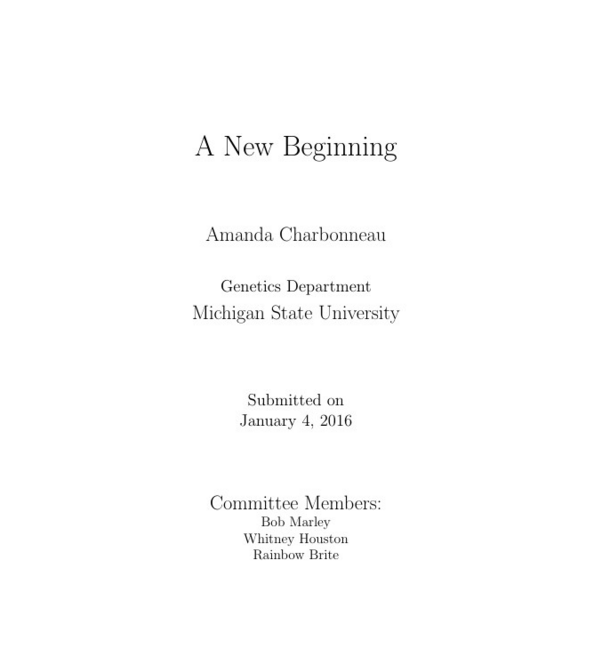 A New Beginning
Amanda Charbonneau
Genetics Department
Michigan State University
Submitted on
January 4, 2016
Committee Members:
Bob Marley
Whitney Houston
Rainbow Brite